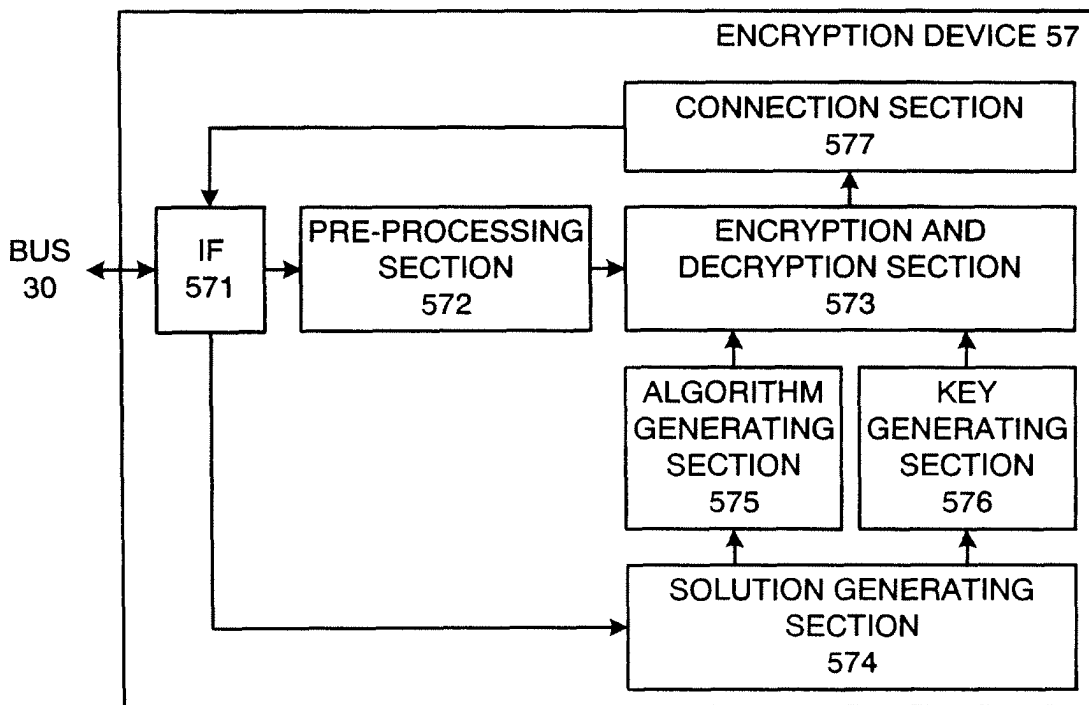 ENCRYPTION DEVICE 57
CONNECTION SECTION
577
BUS
30
IF
571
PRE-PROCESSING
SECTION
572
ENCRYPTION AND
DECRYPTION SECTION
573
ALGORITHM
GENERATING
SECTION
575
KEY
GENERATING
SECTION
576
SOLUTION GENERATING
SECTION
574